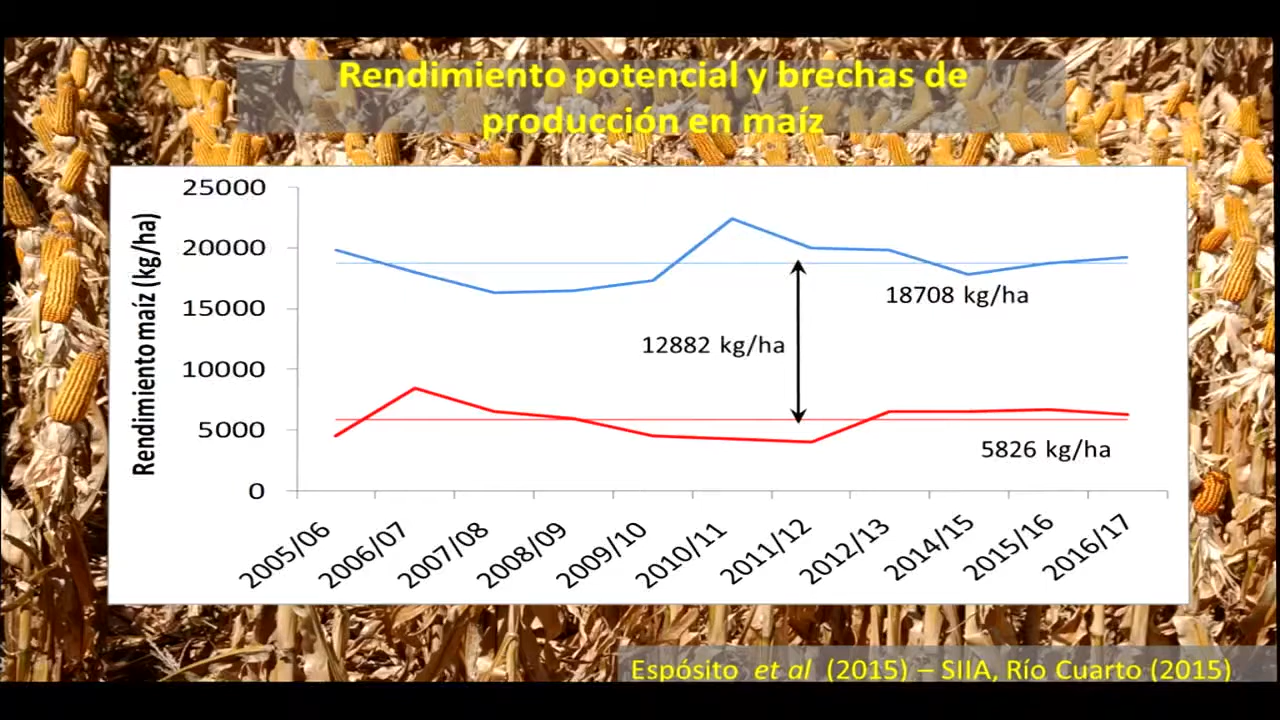 Rendimiento potencial y brechas de
producción en maíz
Rendimiento maíz (kg/ha)
25000
20000
15000
10000
5000
0
18708 kg/ha
12882 kg/ha
5826 kg/ha
2005/06
2006/07
2007/08
2008/09
2009/10
2010/11
2011/12
2012/13
2014/15
2015/16
2016/17
Espósito et al (2015) – SIIA, Río Cuarto (2015)